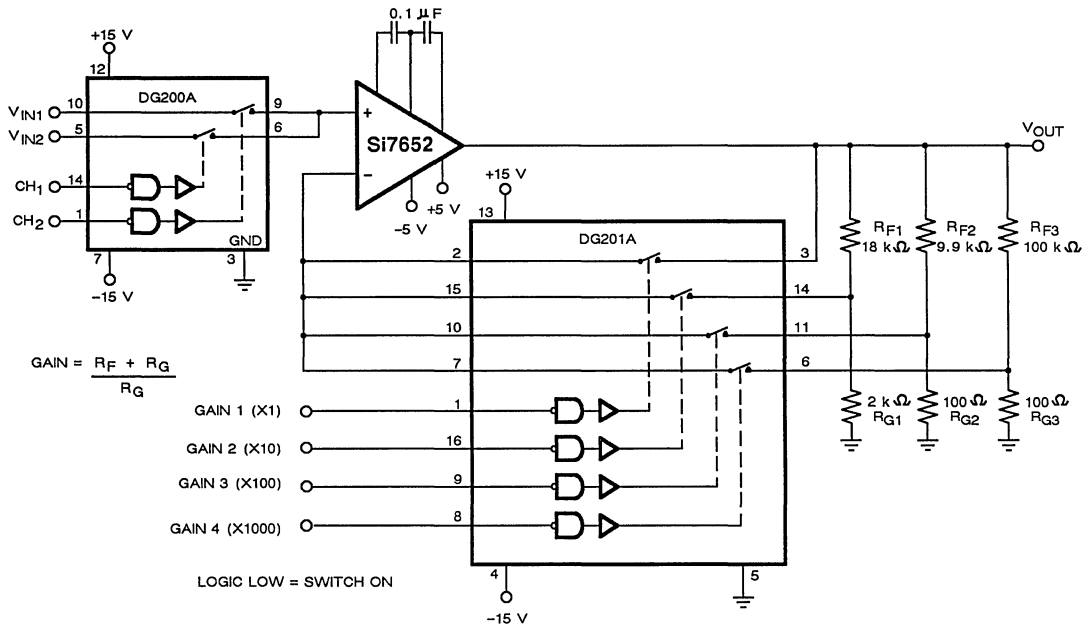 0.1 μF
+15 V
12
DG200A
V_IN1 10 9
V_IN2 5 6
CH1 14
CH2 1
GND
7 3
−15 V
+
Si7652
−
−5 V
+5 V
V_OUT
+15 V
13
DG201A
2 3
15 14
10 11
7 6
R_F1
18 kΩ
R_F2
9.9 kΩ
R_F3
100 kΩ
2 kΩ
R_G1
100 Ω
R_G2
100 Ω
R_G3
GAIN = R_F + R_G
R_G
GAIN 1 (X1) 1
GAIN 2 (X10) 16
GAIN 3 (X100) 9
GAIN 4 (X1000) 8
LOGIC LOW = SWITCH ON
4 5
−15 V